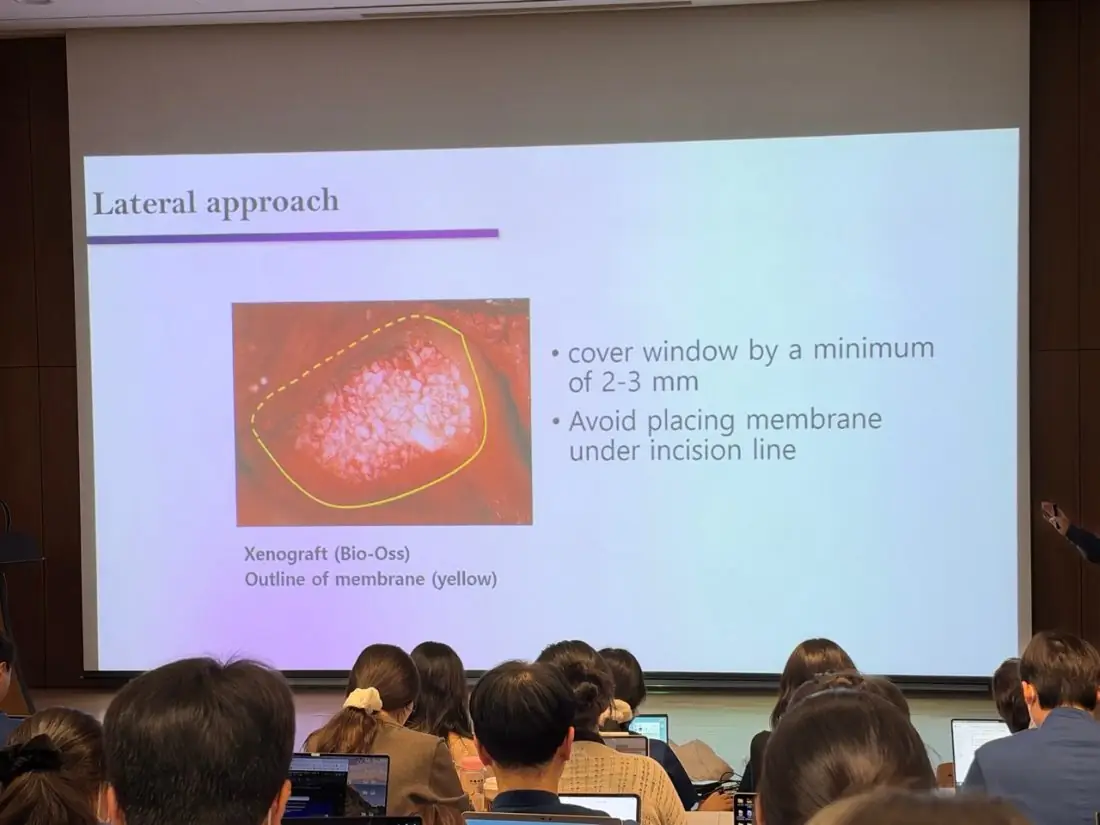 Lateral approach
• cover window by a minimum
of 2-3 mm
• Avoid placing membrane
under incision line
Xenograft (Bio-Oss)
Outline of membrane (yellow)